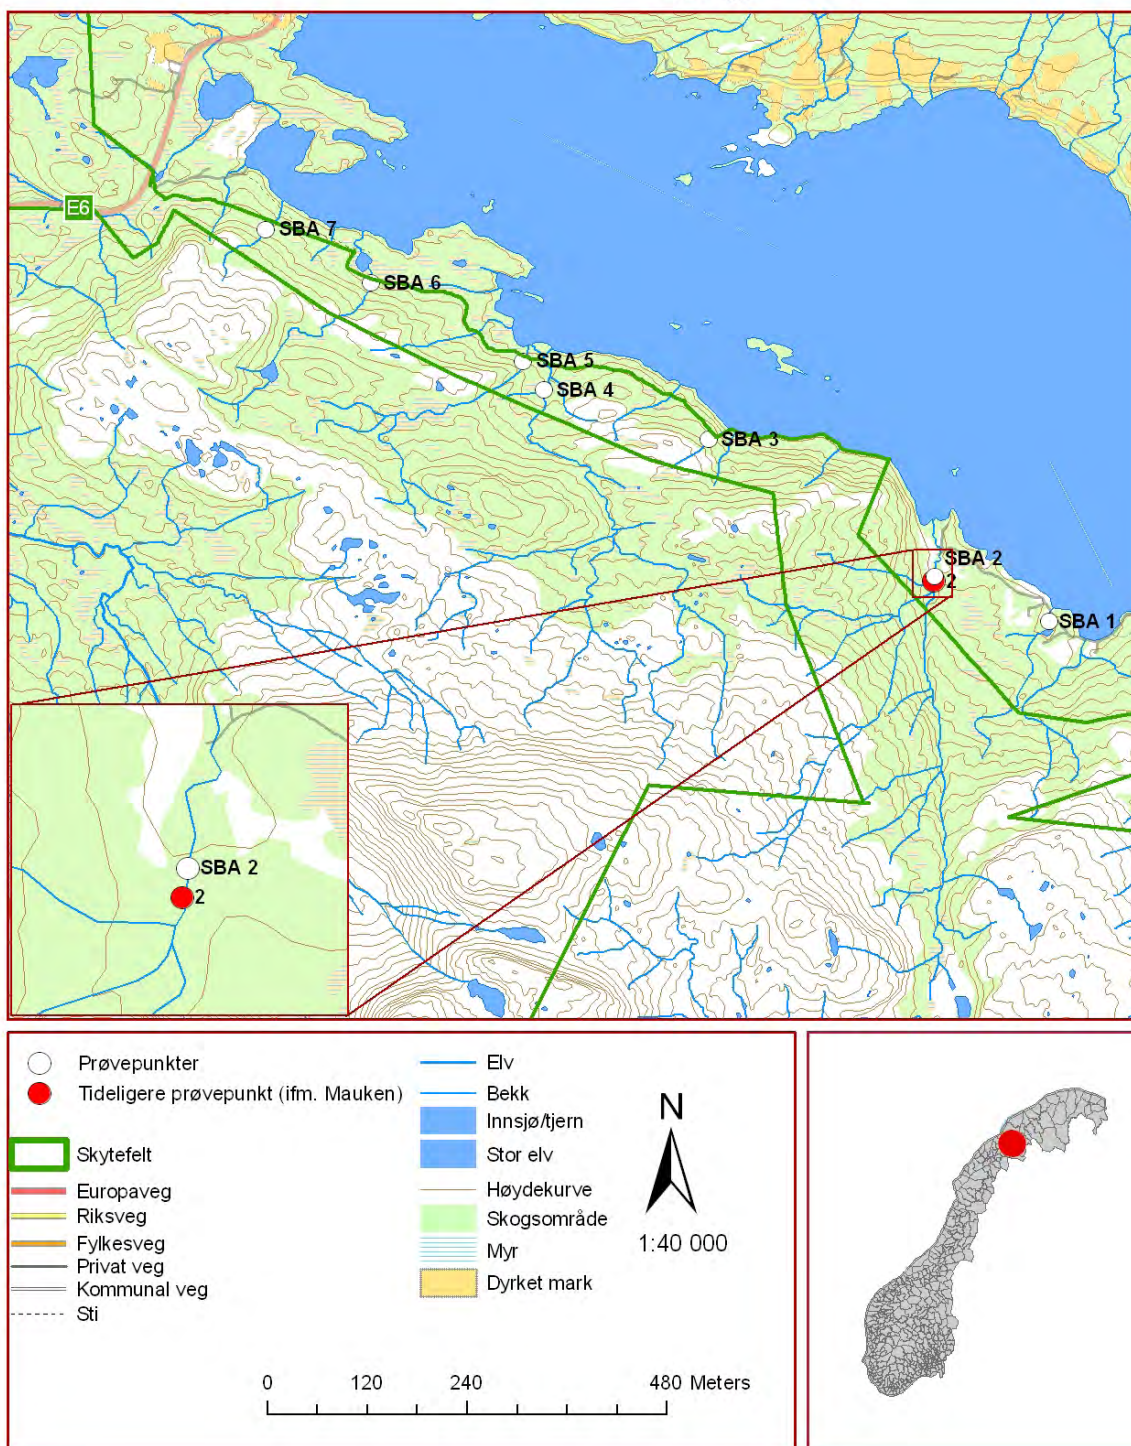 E6
SBA 7
SBA 6
SBA 5
SBA 4
SBA 3
SBA 2
2
SBA 1
SBA 2
2
Prøvepunkter
Tideligere prøvepunkt (ifm. Mauken)
Skytefelt
Europaveg
Riksveg
Fylkesveg
Privat veg
Kommunal veg
Sti
Elv
Bekk
Innsjø/tjern
Stor elv
Høydekurve
Skogsområde
Myr
Dyrket mark
N
1:40 000
0 120 240 480 Meters